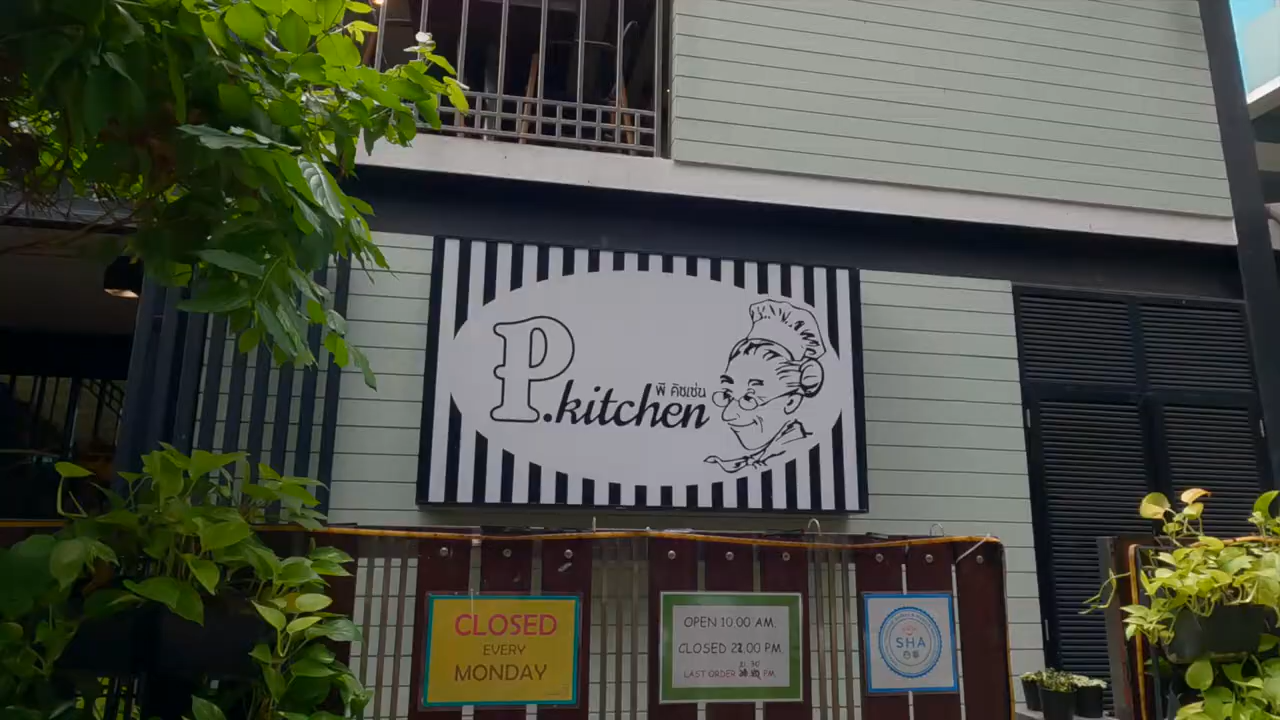 P.kitchen
พี คิชเช่น
CLOSED
EVERY
MONDAY
OPEN 10.00 AM.
CLOSED 22.00 PM.
LAST ORDER PM.
SHA